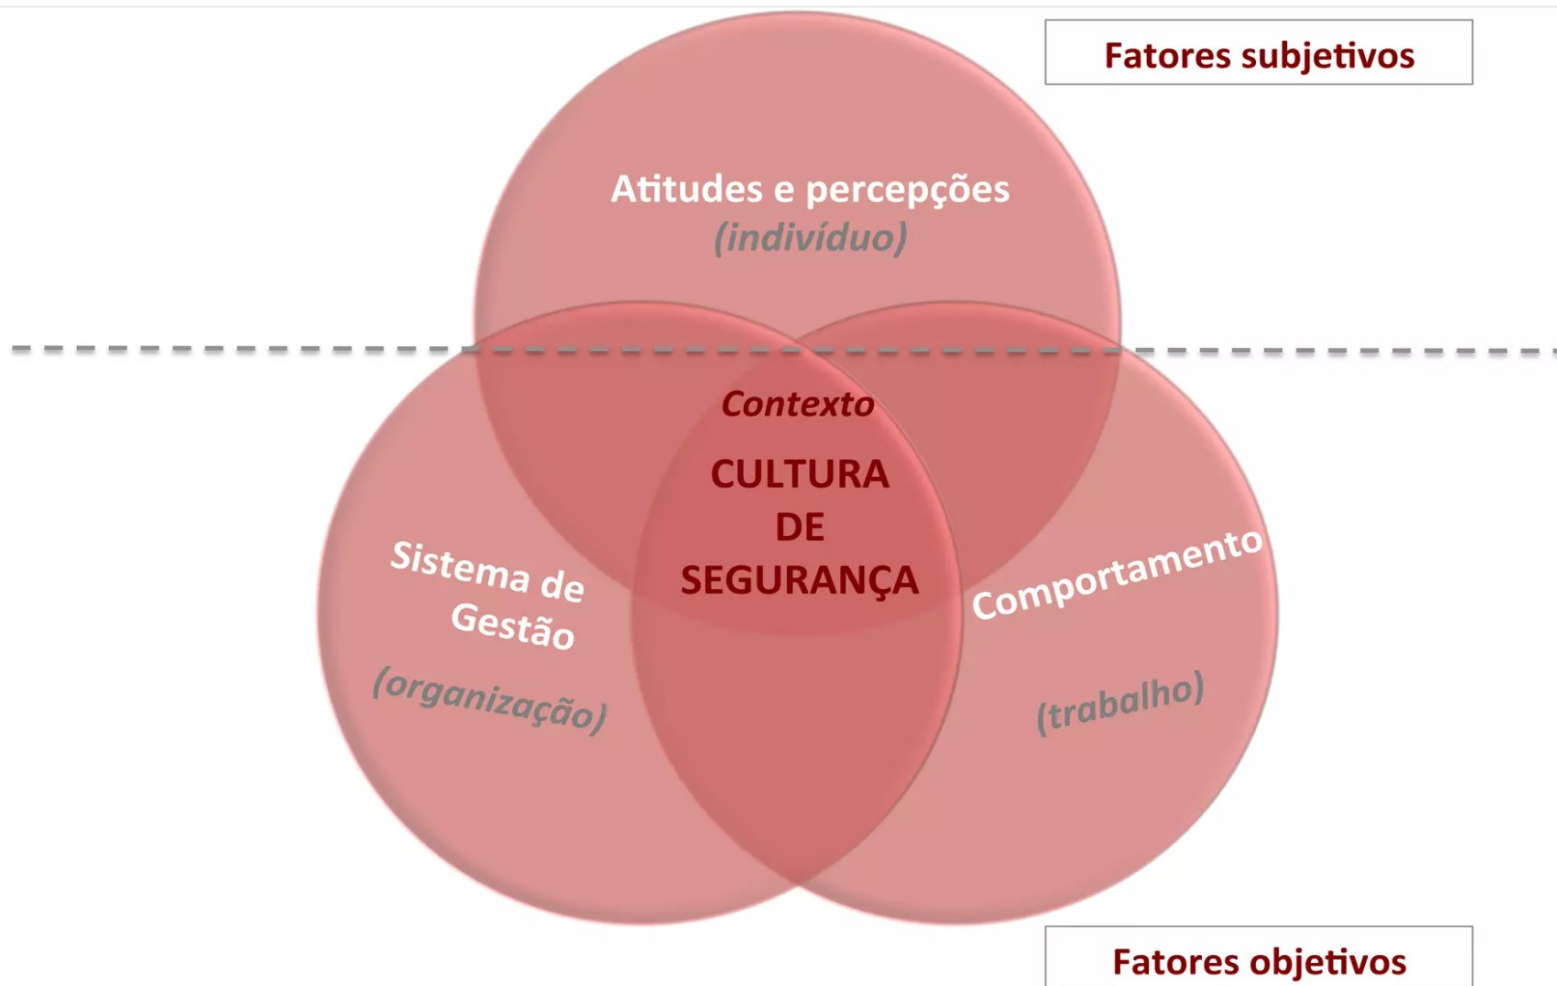 Fatores subjetivos
Atitudes e percepções
(indivíduo)
Contexto
CULTURA
DE
SEGURANÇA
Sistema de
Gestão
(organização)
Comportamento
(trabalho)
Fatores objetivos